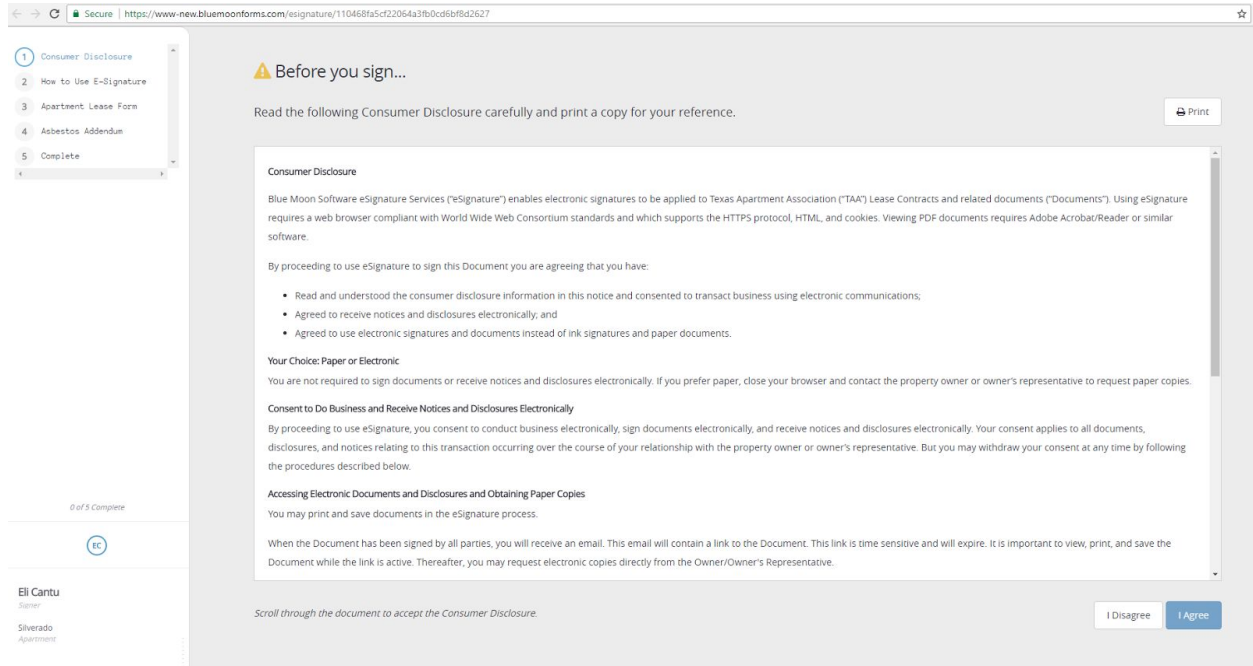 Secure | https://www-new.bluemoonforms.com/esignature/110468fa5cf22064a3fb0cd6bf8d2627
1 Consumer Disclosure
2 How to Use E-Signature
3 Apartment Lease Form
4 Asbestos Addendum
5 Complete
0 of 5 Complete
EC
Eli Cantu
Signer
Silverado
Apartment
Before you sign...
Read the following Consumer Disclosure carefully and print a copy for your reference.
Print
Consumer Disclosure
Blue Moon Software eSignature Services ("eSignature") enables electronic signatures to be applied to Texas Apartment Association ("TAA") Lease Contracts and related documents ("Documents"). Using eSignature
requires a web browser compliant with World Wide Web Consortium standards and which supports the HTTPS protocol, HTML, and cookies. Viewing PDF documents requires Adobe Acrobat/Reader or similar
software.
By proceeding to use eSignature to sign this Document you are agreeing that you have:
• Read and understood the consumer disclosure information in this notice and consented to transact business using electronic communications;
• Agreed to receive notices and disclosures electronically; and
• Agreed to use electronic signatures and documents instead of ink signatures and paper documents.
Your Choice: Paper or Electronic
You are not required to sign documents or receive notices and disclosures electronically. If you prefer paper, close your browser and contact the property owner or owner's representative to request paper copies.
Consent to Do Business and Receive Notices and Disclosures Electronically
By proceeding to use eSignature, you consent to conduct business electronically, sign documents electronically, and receive notices and disclosures electronically. Your consent applies to all documents,
disclosures, and notices relating to this transaction occurring over the course of your relationship with the property owner or owner's representative. But you may withdraw your consent at any time by following
the procedures described below.
Accessing Electronic Documents and Disclosures and Obtaining Paper Copies
You may print and save documents in the eSignature process.
When the Document has been signed by all parties, you will receive an email. This email will contain a link to the Document. This link is time sensitive and will expire. It is important to view, print, and save the
Document while the link is active. Thereafter, you may request electronic copies directly from the Owner/Owner's Representative.
Scroll through the document to accept the Consumer Disclosure.
I Disagree
I Agree